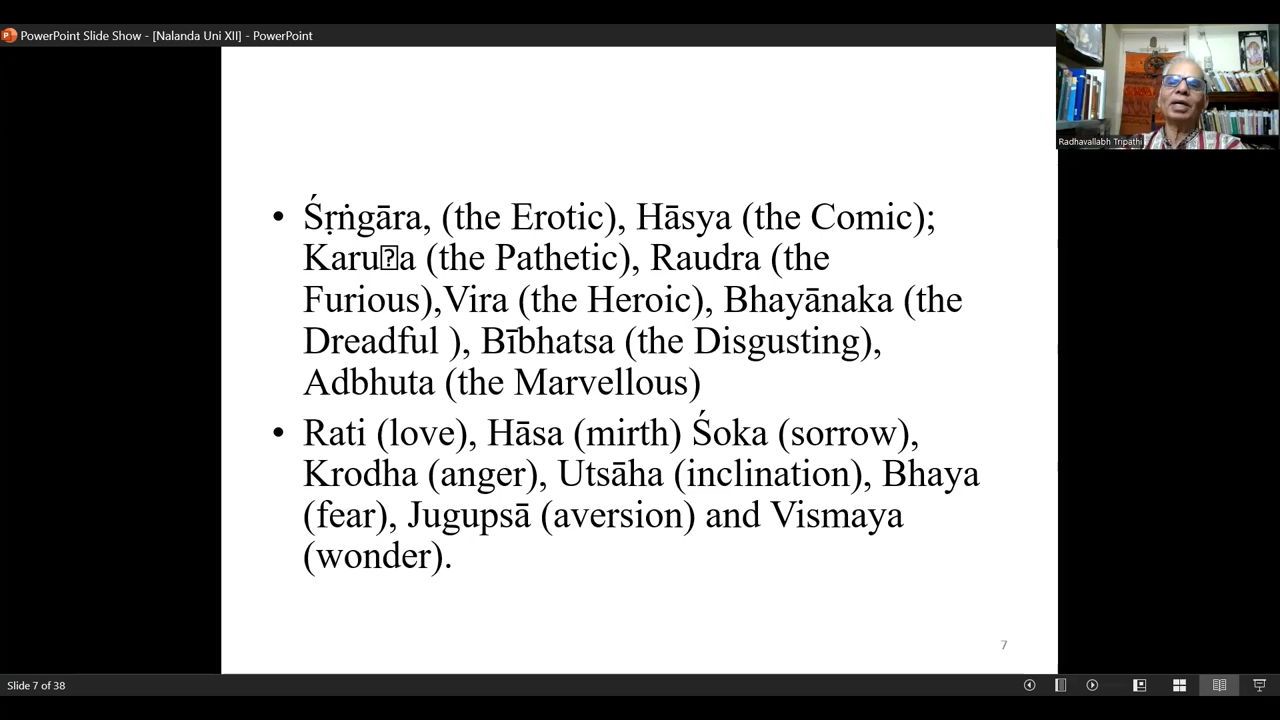 PowerPoint Slide Show - [Nalanda Uni XII] - PowerPoint
Radhavallabh Tripathi
• Śṛṅgāra, (the Erotic), Hāsya (the Comic);
Karu⍰a (the Pathetic), Raudra (the
Furious),Vira (the Heroic), Bhayānaka (the
Dreadful ), Bībhatsa (the Disgusting),
Adbhuta (the Marvellous)
• Rati (love), Hāsa (mirth) Śoka (sorrow),
Krodha (anger), Utsāha (inclination), Bhaya
(fear), Jugupsā (aversion) and Vismaya
(wonder).
7
Slide 7 of 38